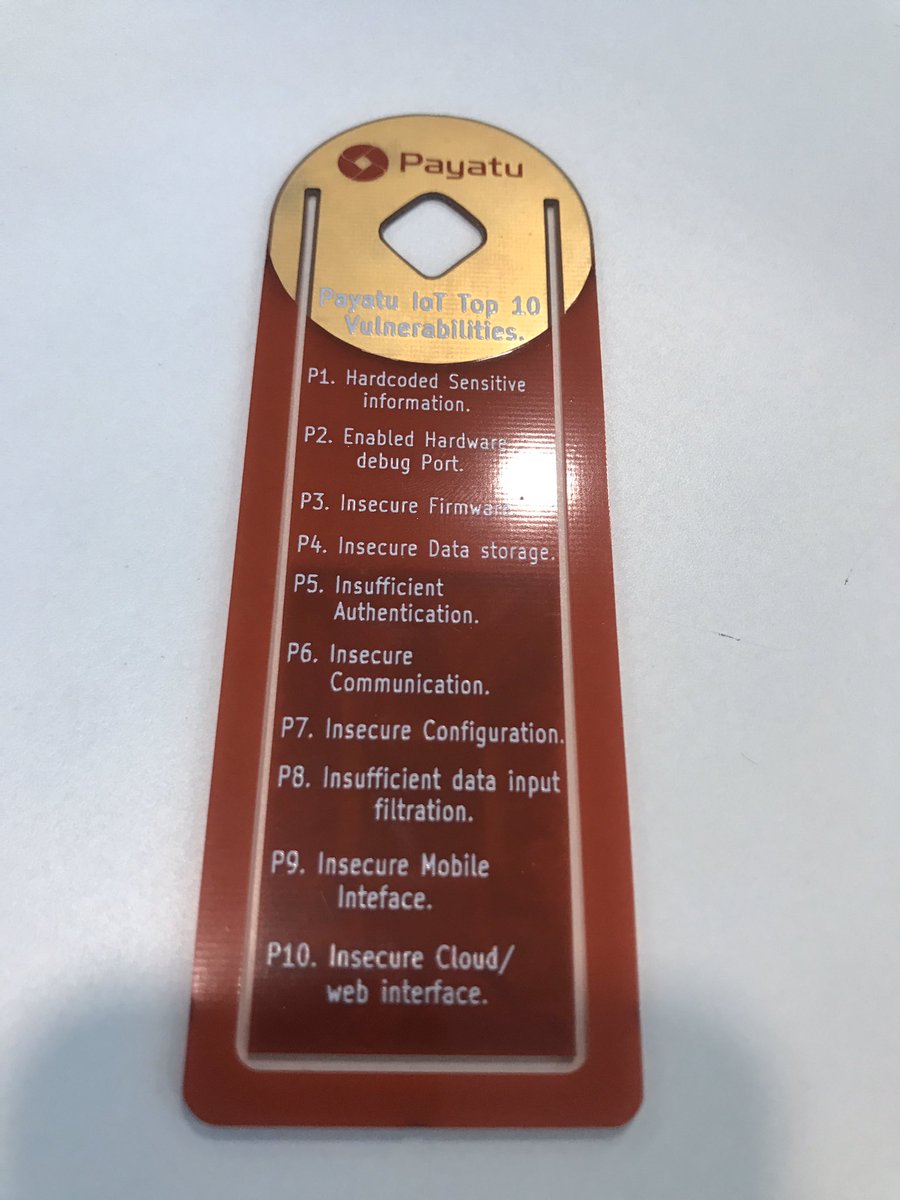 Payatu
Payatu IoT Top 10
Vulnerabilities.
P1. Hardcoded Sensitive
information.
P2. Enabled Hardware
debug Port.
P3. Insecure Firmware
P4. Insecure Data storage.
P5. Insufficient
Authentication.
P6. Insecure
Communication.
P7. Insecure Configuration.
P8. Insufficient data input
filtration.
P9. Insecure Mobile
Inteface.
P10. Insecure Cloud/
web interface.